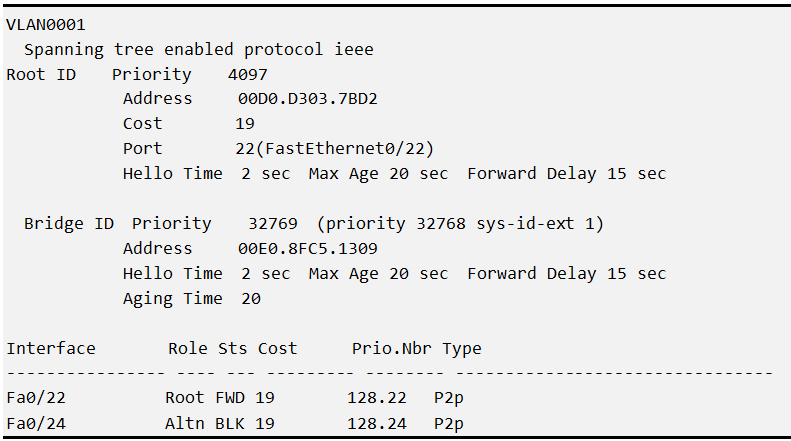 VLAN0001
Spanning tree enabled protocol ieee
Root ID Priority 4097
Address 00D0.D303.7BD2
Cost 19
Port 22(FastEthernet0/22)
Hello Time 2 sec Max Age 20 sec Forward Delay 15 sec
Bridge ID Priority 32769 (priority 32768 sys-id-ext 1)
Address 00E0.8FC5.1309
Hello Time 2 sec Max Age 20 sec Forward Delay 15 sec
Aging Time 20
Interface Role Sts Cost Prio.Nbr Type
---------------- ---- --- --------- -------- --------------------------------
Fa0/22 Root FWD 19 128.22 P2p
Fa0/24 Altn BLK 19 128.24 P2p